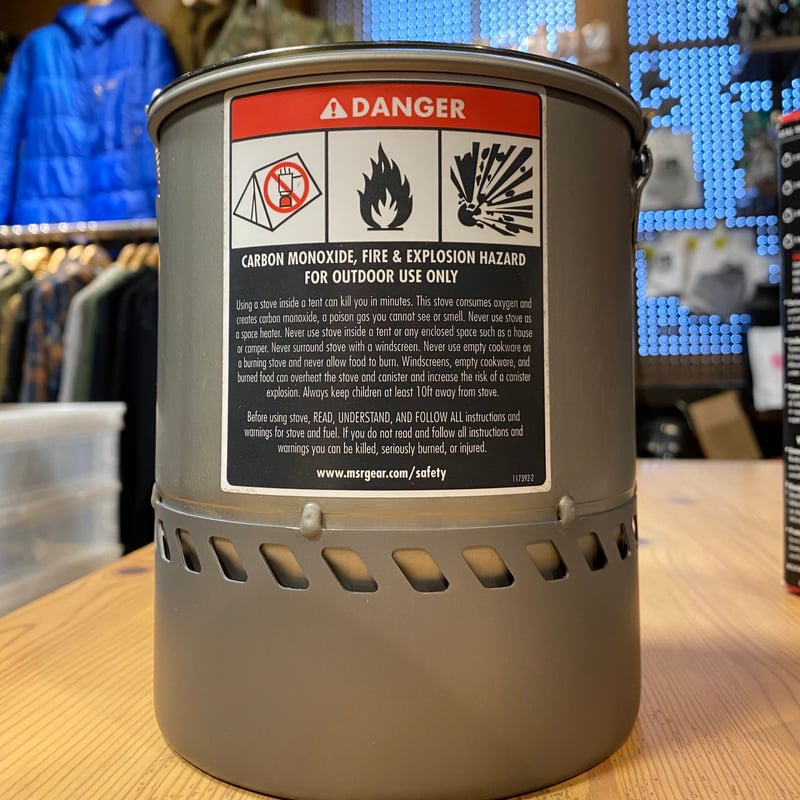 DANGER
CARBON MONOXIDE, FIRE & EXPLOSION HAZARD
FOR OUTDOOR USE ONLY
Using a stove inside a tent can kill you in minutes. This stove consumes oxygen and
creates carbon monoxide, a poison gas you cannot see or smell. Never use stove as
a space heater. Never use stove inside a tent or any enclosed space such as a house
or camper. Never surround stove with a windscreen. Never use empty cookware on
a burning stove and never allow food to burn. Windscreens, empty cookware, and
burned food can overheat the stove and canister and increase the risk of a canister
explosion. Always keep children at least 10ft away from stove.
Before using stove, READ, UNDERSTAND, AND FOLLOW ALL instructions and
warnings for stove and fuel. If you do not read and follow all instructions and
warnings you can be killed, seriously burned, or injured.
www.msrgear.com/safety
117392-2